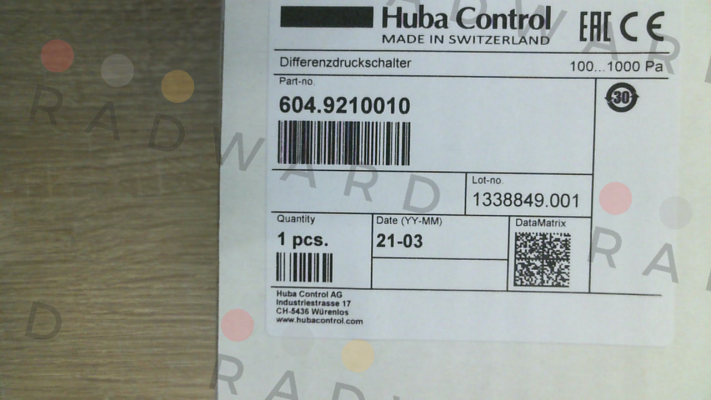 Huba Control
MADE IN SWITZERLAND
EAC CE
Differenzdruckschalter
100...1000 Pa
Part-no.
604.9210010
30
Lot-no
1338849.001
Quantity
1 pcs.
Date (YY-MM)
21-03
DataMatrix
Huba Control AG
Industriestrasse 17
CH-5436 Würenlos
www.hubacontrol.com
RADWARD
RADWARD